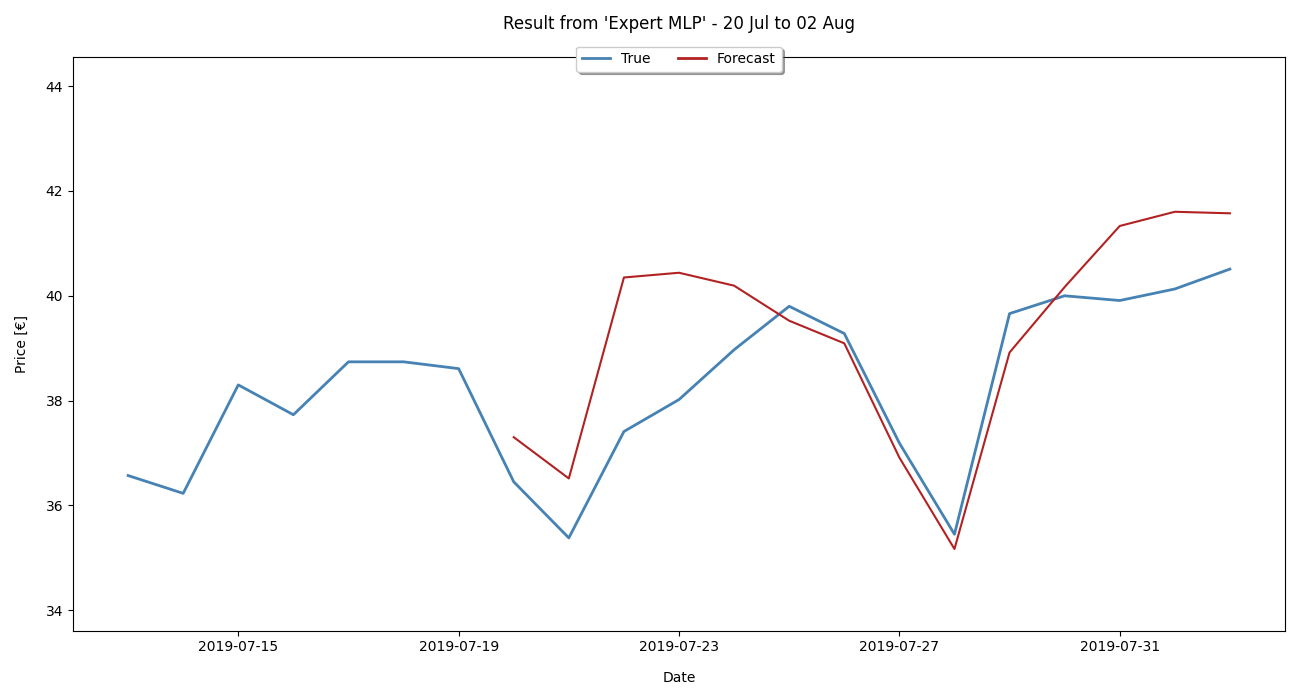 Result from 'Expert MLP' - 20 Jul to 02 Aug
True Forecast
44
42
40
38
36
34
Price [€]
2019-07-15 2019-07-19 2019-07-23 2019-07-27 2019-07-31
Date